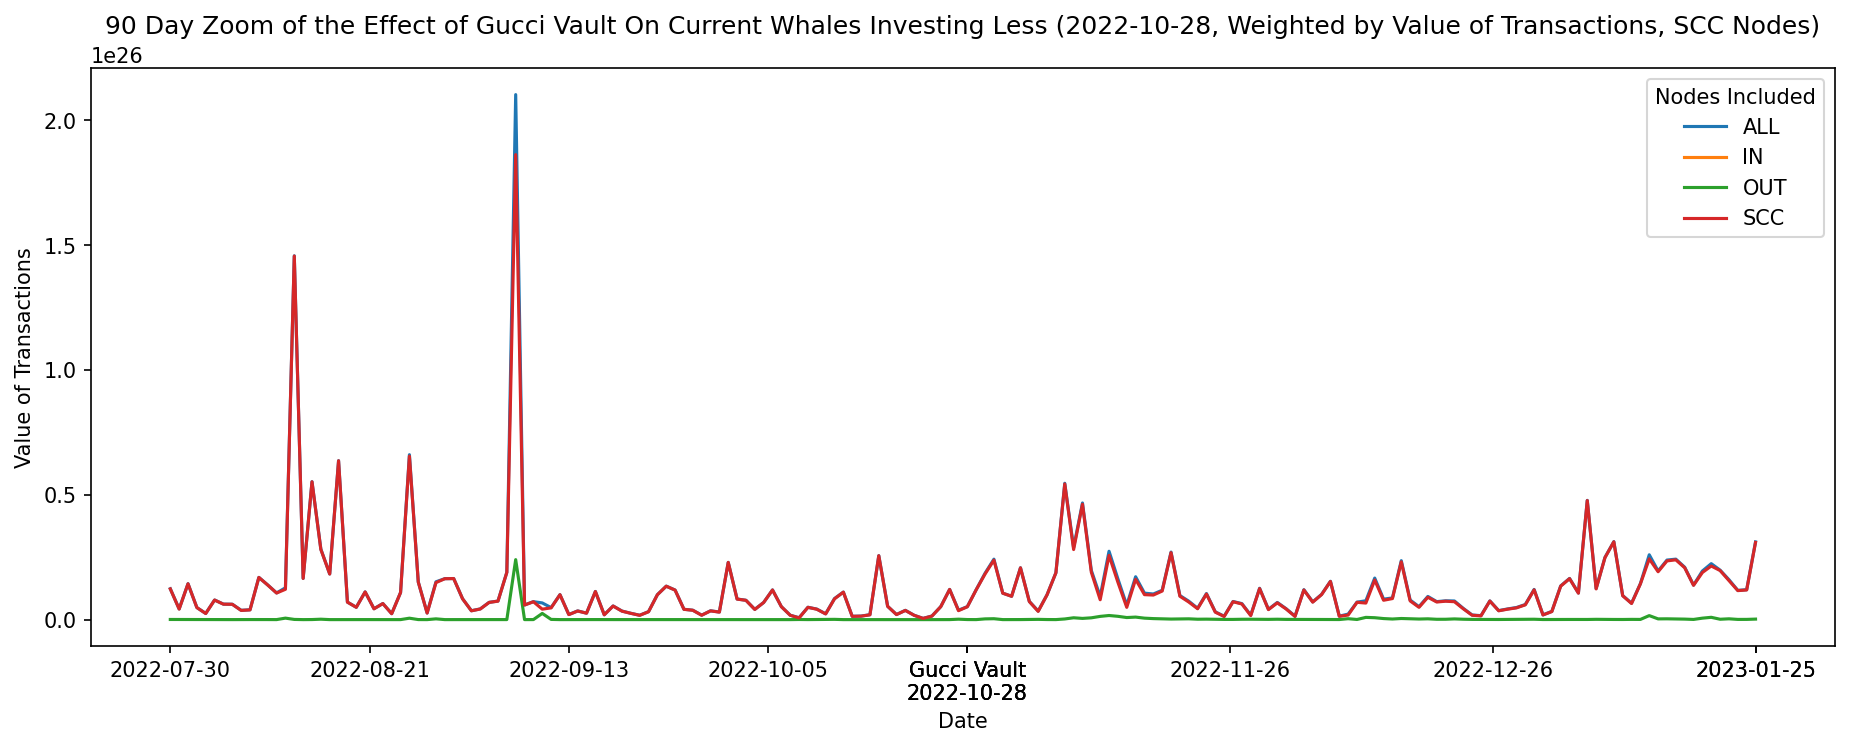 90 Day Zoom of the Effect of Gucci Vault On Current Whales Investing Less (2022-10-28, Weighted by Value of Transactions, SCC Nodes)
1e26
Nodes Included
ALL
IN
OUT
SCC
2.0
1.5
1.0
0.5
0.0
Value of Transactions
2022-07-30
2022-08-21
2022-09-13
2022-10-05
Gucci Vault
2022-10-28
2022-11-26
2022-12-26
2023-01-25
Date